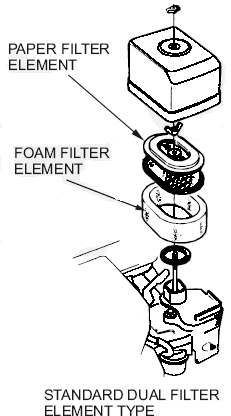 PAPER FILTER
ELEMENT
FOAM FILTER
ELEMENT
STANDARD DUAL FILTER
ELEMENT TYPE